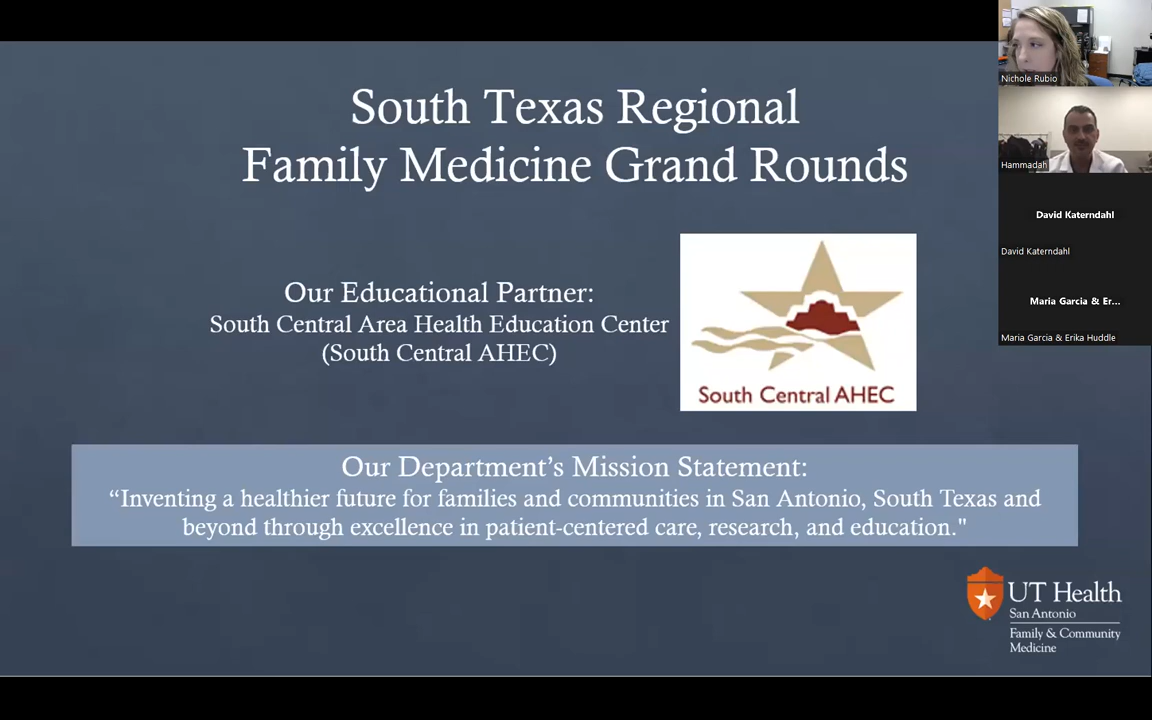 South Texas Regional
Family Medicine Grand Rounds
Our Educational Partner:
South Central Area Health Education Center
(South Central AHEC)
South Central AHEC
Our Department’s Mission Statement:
“Inventing a healthier future for families and communities in San Antonio, South Texas and
beyond through excellence in patient-centered care, research, and education."
UT Health
San Antonio
Family & Community
Medicine
Nichole Rubio
Hammadah
David Katerndahl
David Katerndahl
Maria Garcia & Er...
Maria Garcia & Erika Huddle